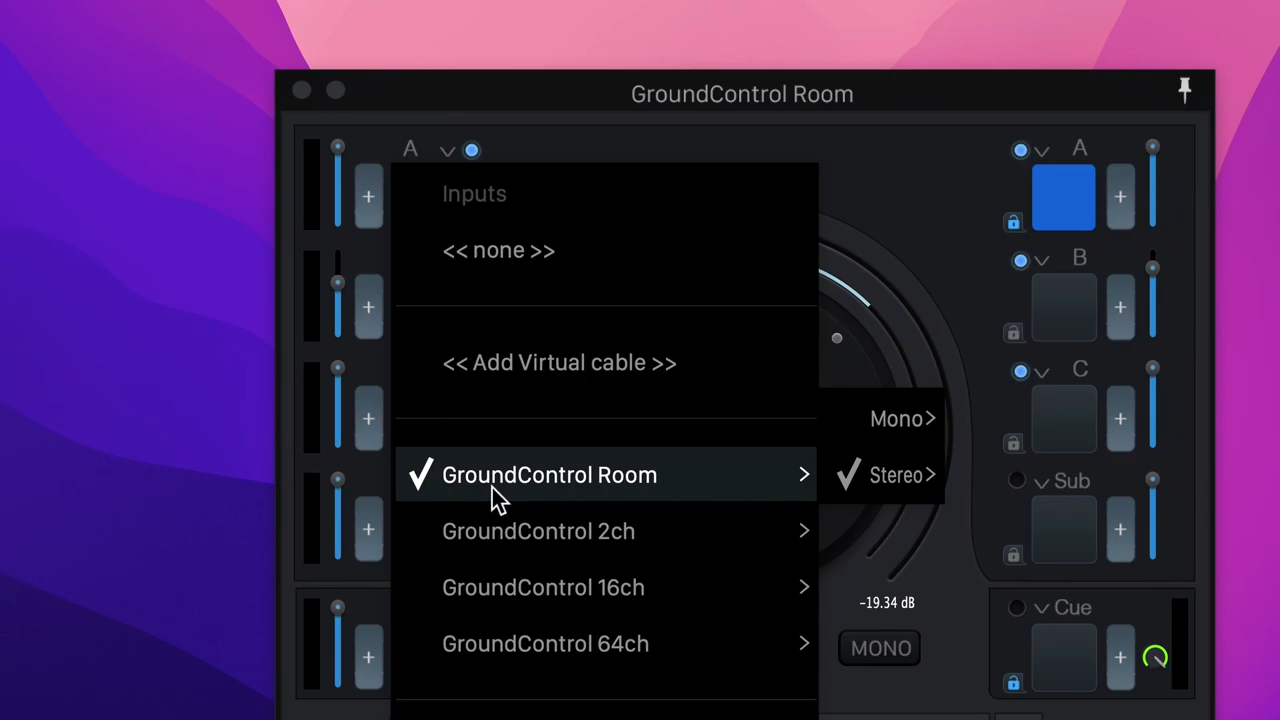 GroundControl Room
A
A
Inputs
<< none >>
B
<< Add Virtual cable >>
C
Mono
GroundControl Room
Stereo
Sub
GroundControl 2ch
GroundControl 16ch
-19.34 dB
Cue
GroundControl 64ch
MONO